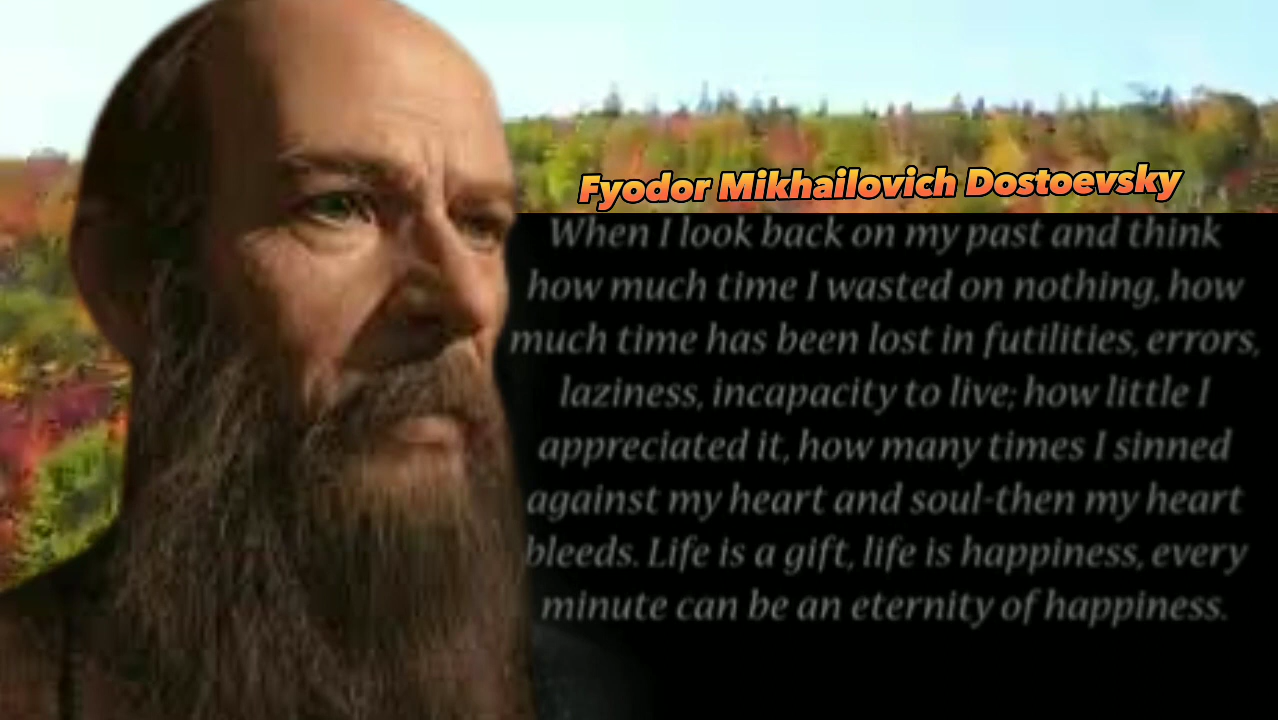 Fyodor Mikhailovich Dostoevsky
When I look back on my past and think
how much time I wasted on nothing, how
much time has been lost in futilities, errors,
laziness, incapacity to live; how little I
appreciated it, how many times I sinned
against my heart and soul-then my heart
bleeds. Life is a gift, life is happiness, every
minute can be an eternity of happiness.